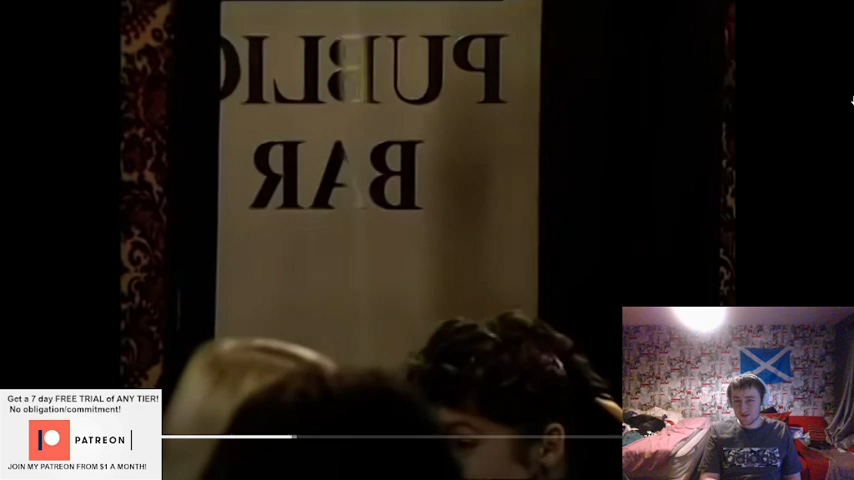 PUBLIC
BAR
Get a 7 day FREE TRIAL of ANY TIER!
No obligation/commitment!
PATREON
JOIN MY PATREON FROM $1 A MONTH!